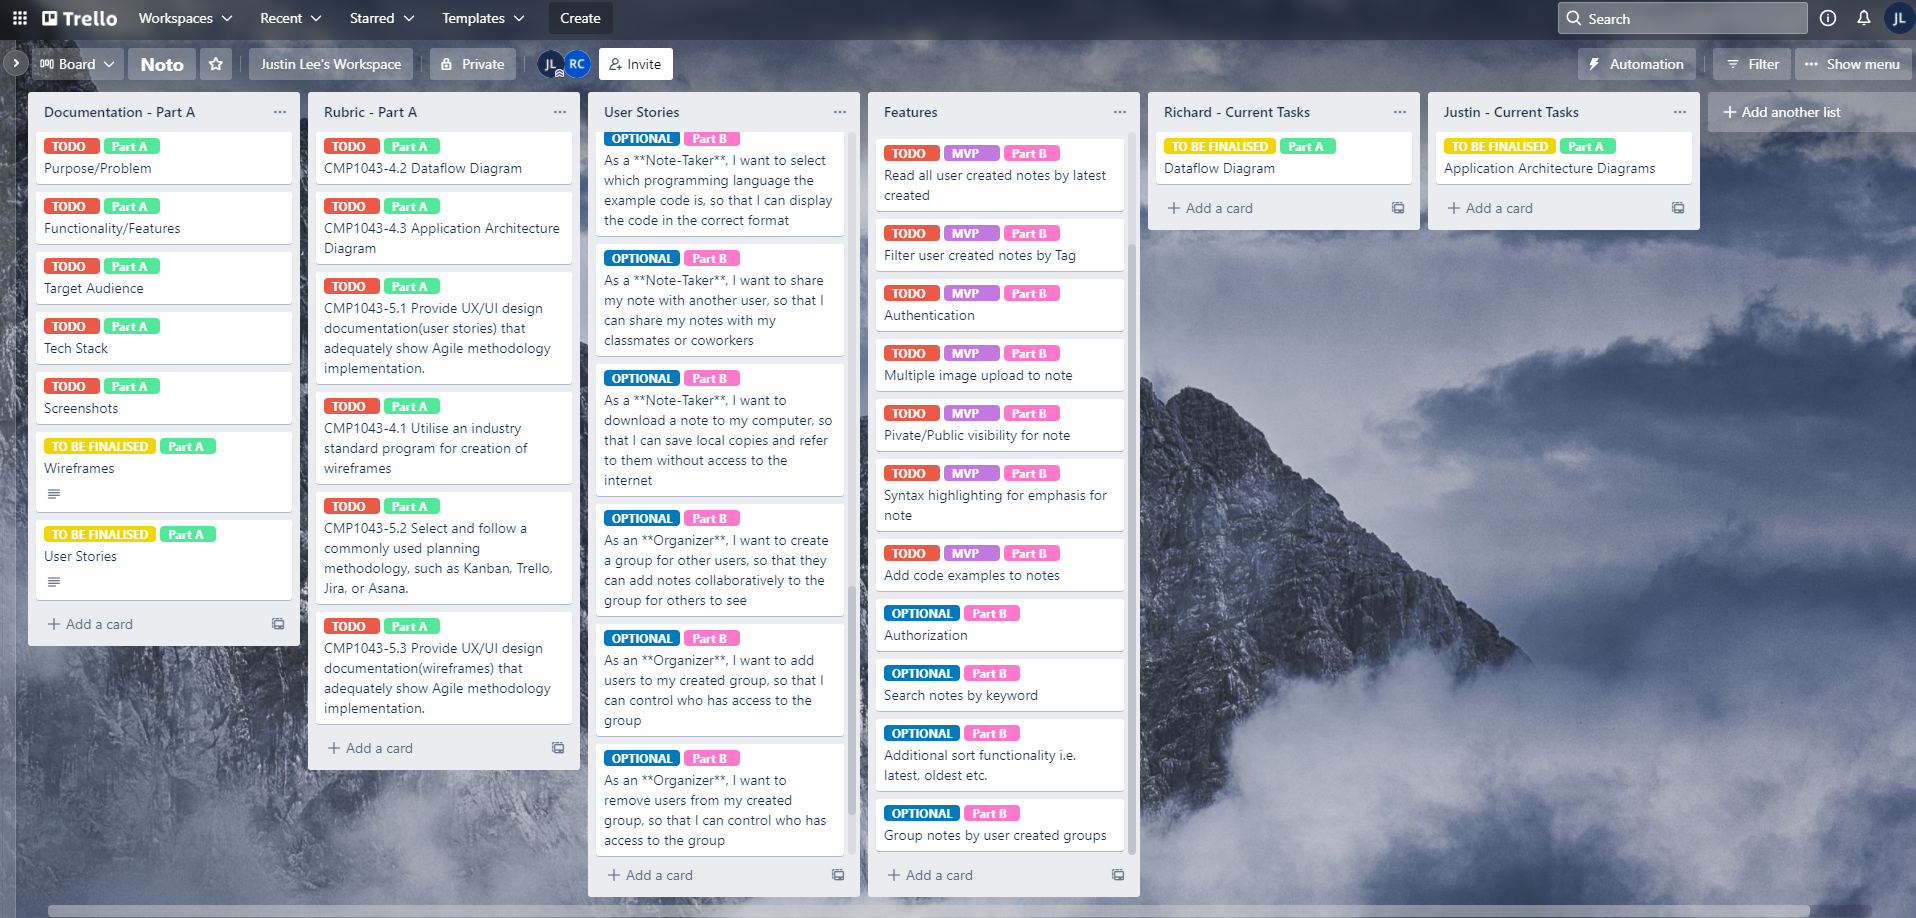 Trello
Workspaces
Recent
Starred
Templates
Create
Search
JL
Board
Noto
Justin Lee's Workspace
Private
JL
RC
Invite
Automation
Filter
Show menu
Documentation - Part A
TODO Part A
Purpose/Problem
TODO Part A
Functionality/Features
TODO Part A
Target Audience
TODO Part A
Tech Stack
TODO Part A
Screenshots
TO BE FINALISED Part A
Wireframes
TO BE FINALISED Part A
User Stories
+ Add a card
Rubric - Part A
TODO Part A
CMP1043-4.2 Dataflow Diagram
TODO Part A
CMP1043-4.3 Application Architecture
Diagram
TODO Part A
CMP1043-5.1 Provide UX/UI design
documentation(user stories) that
adequately show Agile methodology
implementation.
TODO Part A
CMP1043-4.1 Utilise an industry
standard program for creation of
wireframes
TODO Part A
CMP1043-5.2 Select and follow a
commonly used planning
methodology, such as Kanban, Trello,
Jira, or Asana.
TODO Part A
CMP1043-5.3 Provide UX/UI design
documentation(wireframes) that
adequately show Agile methodology
implementation.
+ Add a card
User Stories
OPTIONAL Part B
As a **Note-Taker**, I want to select
which programming language the
example code is, so that I can display
the code in the correct format
OPTIONAL Part B
As a **Note-Taker**, I want to share
my note with another user, so that I
can share my notes with my
classmates or coworkers
OPTIONAL Part B
As a **Note-Taker**, I want to
download a note to my computer, so
that I can save local copies and refer
to them without access to the
internet
OPTIONAL Part B
As an **Organizer**, I want to create
a group for other users, so that they
can add notes collaboratively to the
group for others to see
OPTIONAL Part B
As an **Organizer**, I want to add
users to my created group, so that I
can control who has access to the
group
OPTIONAL Part B
As an **Organizer**, I want to
remove users from my created
group, so that I can control who has
access to the group
+ Add a card
Features
TODO MVP Part B
Read all user created notes by latest
created
TODO MVP Part B
Filter user created notes by Tag
TODO MVP Part B
Authentication
TODO MVP Part B
Multiple image upload to note
TODO MVP Part B
Pivate/Public visibility for note
TODO MVP Part B
Syntax highlighting for emphasis for
note
TODO MVP Part B
Add code examples to notes
OPTIONAL Part B
Authorization
OPTIONAL Part B
Search notes by keyword
OPTIONAL Part B
Additional sort functionality i.e.
latest, oldest etc.
OPTIONAL Part B
Group notes by user created groups
+ Add a card
Richard - Current Tasks
TO BE FINALISED Part A
Dataflow Diagram
+ Add a card
Justin - Current Tasks
TO BE FINALISED Part A
Application Architecture Diagrams
+ Add a card
+ Add another list